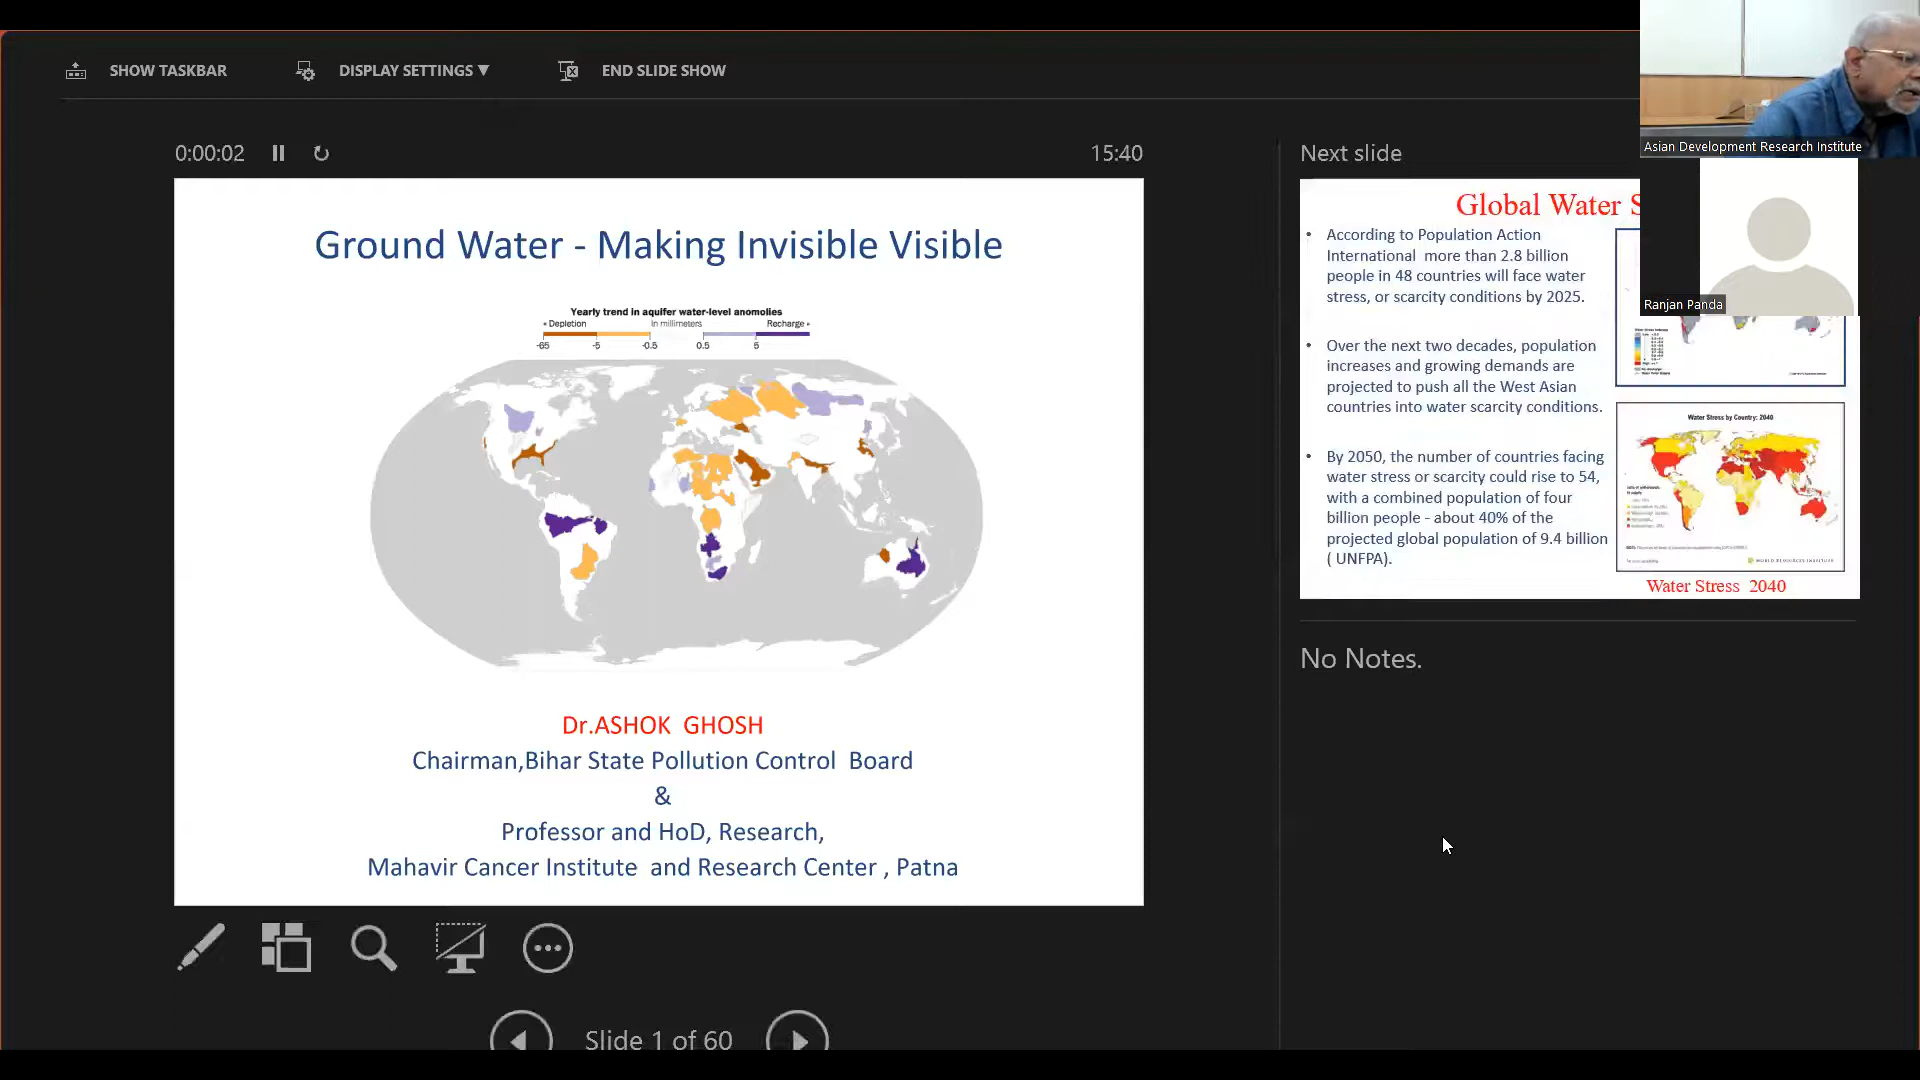 SHOW TASKBAR
DISPLAY SETTINGS ▼
END SLIDE SHOW
0:00:02
15:40
Ground Water - Making Invisible Visible
Yearly trend in aquifer water-level anomolies
Depletion
In millimeters
Recharge
-65
-5
-0.5
0.5
5
Dr.ASHOK GHOSH
Chairman,Bihar State Pollution Control Board
&
Professor and HoD, Research,
Mahavir Cancer Institute and Research Center , Patna
Slide 1 of 60
Next slide
Global Water S
• According to Population Action
International more than 2.8 billion
people in 48 countries will face water
stress, or scarcity conditions by 2025.
• Over the next two decades, population
increases and growing demands are
projected to push all the West Asian
countries into water scarcity conditions.
• By 2050, the number of countries facing
water stress or scarcity could rise to 54,
with a combined population of four
billion people - about 40% of the
projected global population of 9.4 billion
( UNFPA).
Water Stress by Country: 2040
WORLD RESOURCES INSTITUTE
Water Stress 2040
No Notes.
Asian Development Research Institute
Ranjan Panda